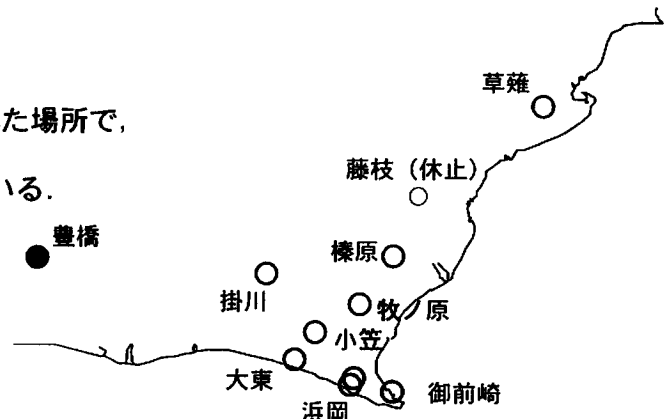 草薙
た場所で，
藤枝（休止）
いる．
豊橋
榛原
掛川
牧ノ原
小笠
大東
御前崎
浜岡